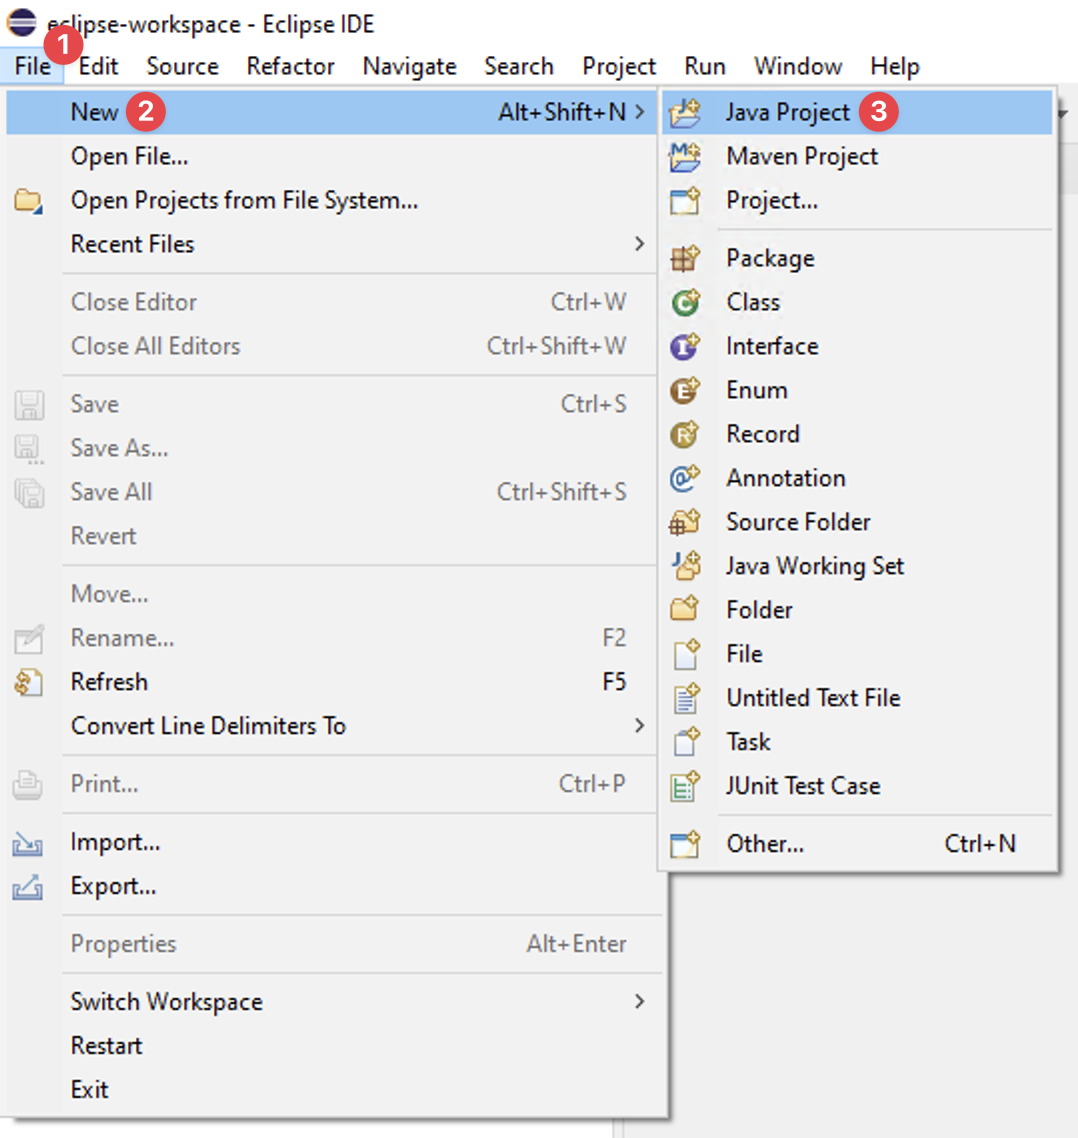 eclipse-workspace - Eclipse IDE
1
File Edit Source Refactor Navigate Search Project Run Window Help
New 2 Alt+Shift+N >
Open File...
Open Projects from File System...
Recent Files >
Close Editor Ctrl+W
Close All Editors Ctrl+Shift+W
Save Ctrl+S
Save As...
Save All Ctrl+Shift+S
Revert
Move...
Rename... F2
Refresh F5
Convert Line Delimiters To >
Print... Ctrl+P
Import...
Export...
Properties Alt+Enter
Switch Workspace >
Restart
Exit
Java Project 3
Maven Project
Project...
Package
Class
Interface
Enum
Record
Annotation
Source Folder
Java Working Set
Folder
File
Untitled Text File
Task
JUnit Test Case
Other... Ctrl+N